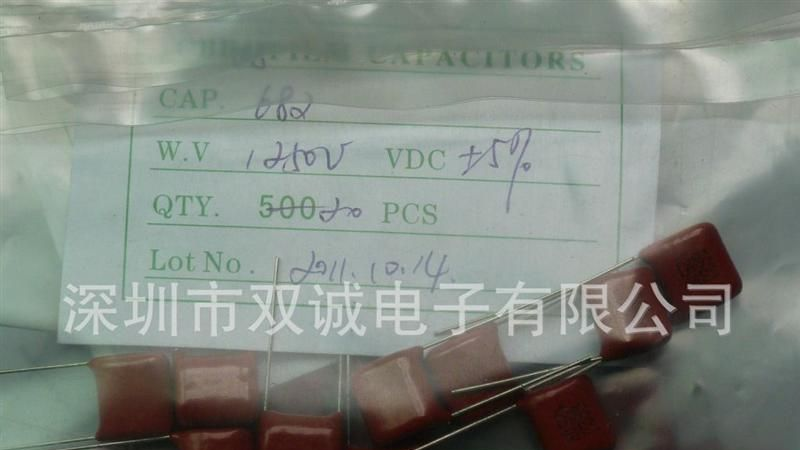 CAPACITORS
CAP. 682
W.V 1250V VDC ±5%
QTY. 500 20 PCS
Lot No. 2011.10.14.
深圳市双诚电子有限公司